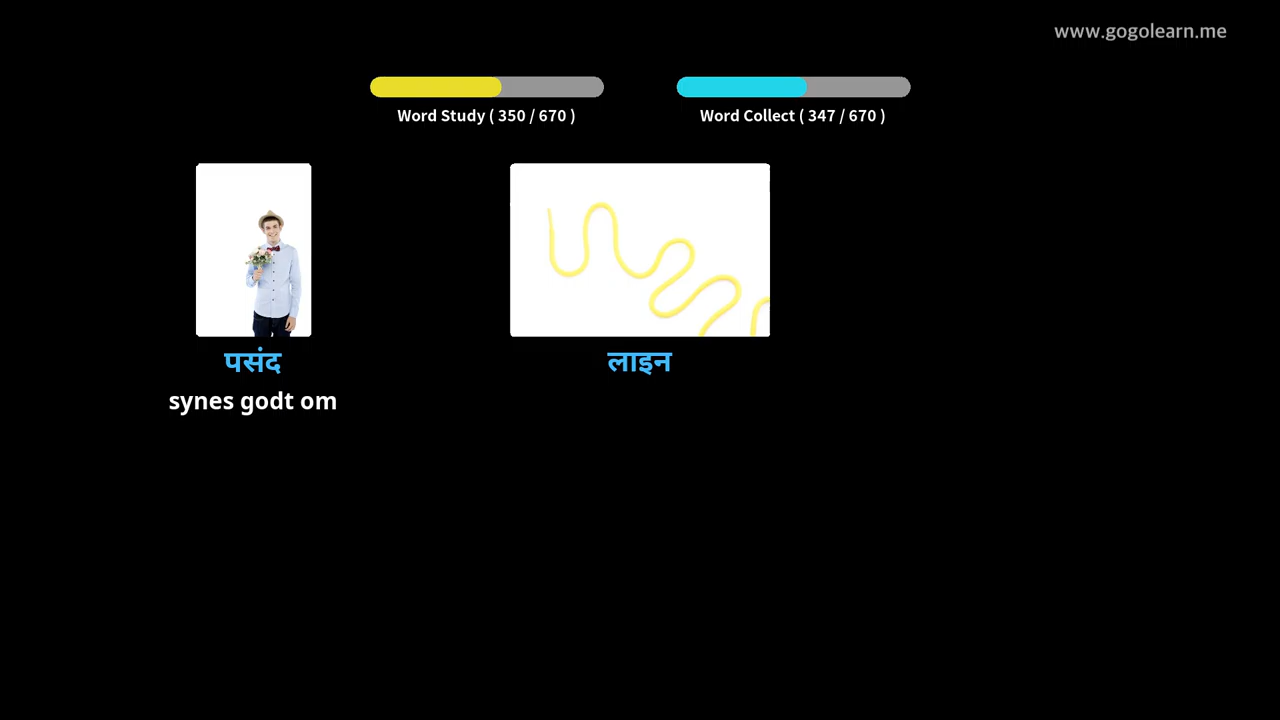 www.gogolearn.me
Word Study ( 350 / 670 )
Word Collect ( 347 / 670 )
पसंद
synes godt om
लाइन